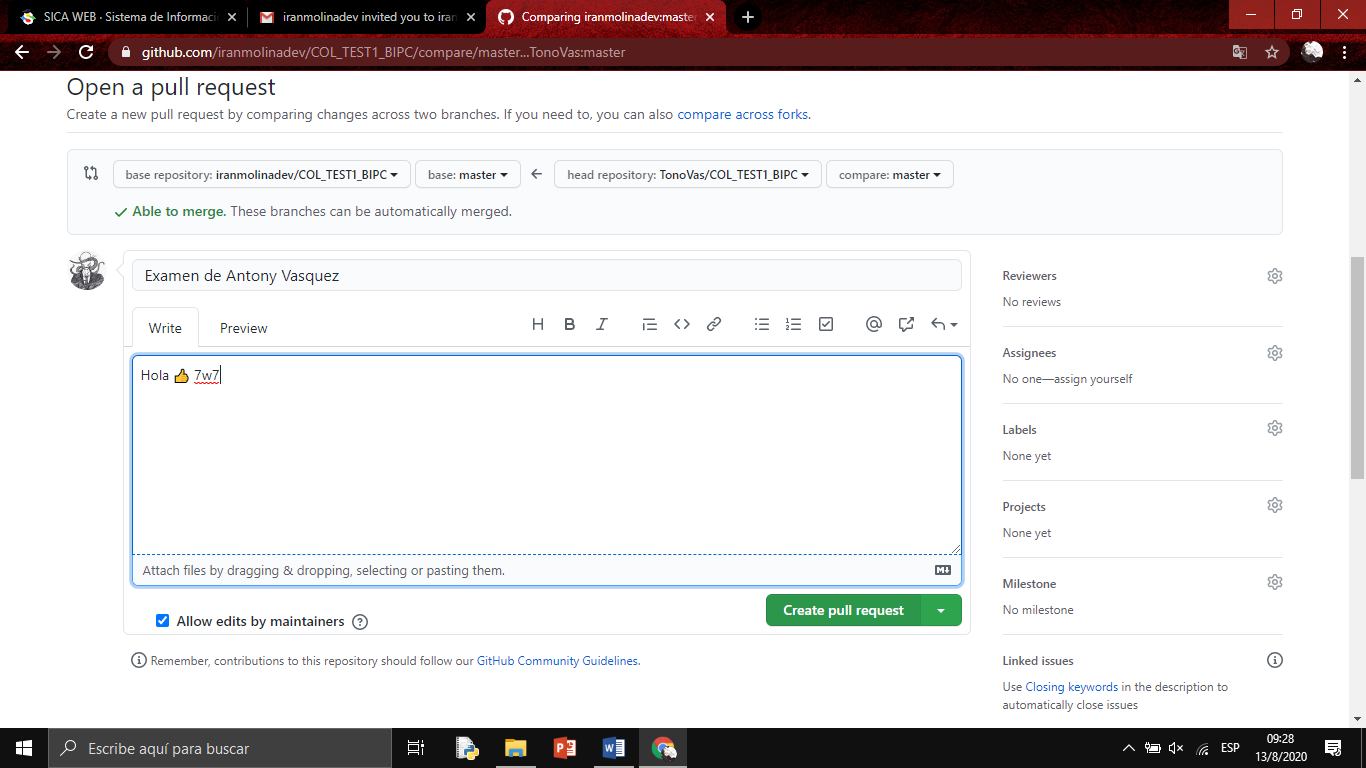 SICA WEB · Sistema de Informaci
iranmolinadev invited you to iran
Comparing iranmolinadev:master
github.com/iranmolinadev/COL_TEST1_BIPC/compare/master...TonoVas:master
Open a pull request
Create a new pull request by comparing changes across two branches. If you need to, you can also compare across forks.
base repository: iranmolinadev/COL_TEST1_BIPC
base: master
head repository: TonoVas/COL_TEST1_BIPC
compare: master
Able to merge. These branches can be automatically merged.
Examen de Antony Vasquez
Write
Preview
H B I
Hola 👍 7w7
Attach files by dragging & dropping, selecting or pasting them.
Allow edits by maintainers
Create pull request
Remember, contributions to this repository should follow our GitHub Community Guidelines.
Reviewers
No reviews
Assignees
No one—assign yourself
Labels
None yet
Projects
None yet
Milestone
No milestone
Linked issues
Use Closing keywords in the description to
automatically close issues
Escribe aquí para buscar
ESP
09:28
13/8/2020